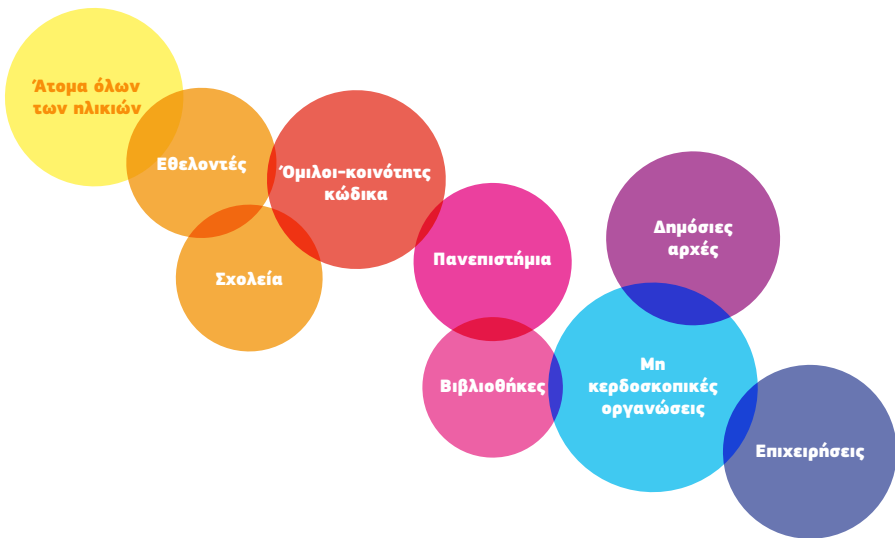 Άτομα όλων
των ηλικιών
Εθελοντές
Όμιλοι-κοινότητς
κώδικα
Σχολεία
Πανεπιστήμια
Δημόσιες
αρχές
Βιβλιοθήκες
Μη
κερδοσκοπικές
οργανώσεις
Επιχειρήσεις